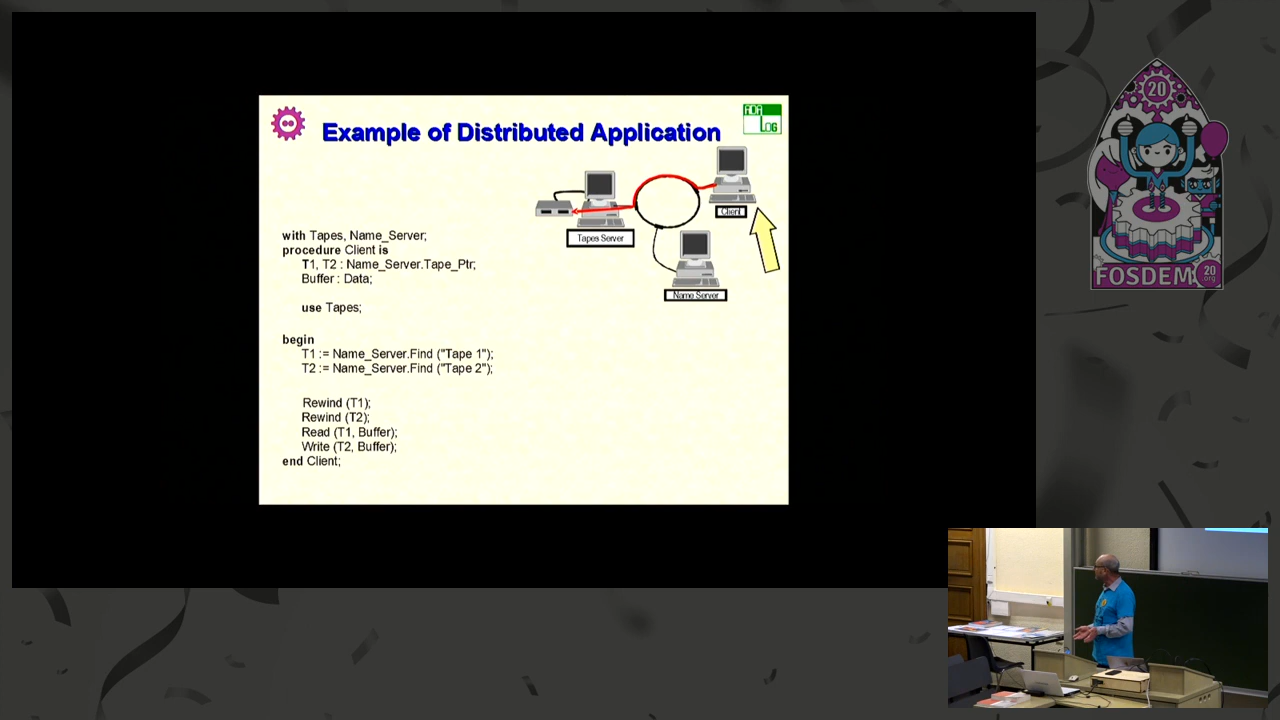 Example of Distributed Application
ADA
LOG
Client
Tapes Server
Name Server
with Tapes, Name_Server;
procedure Client is
T1, T2 : Name_Server.Tape_Ptr;
Buffer : Data;
use Tapes;
begin
T1 := Name_Server.Find ("Tape 1");
T2 := Name_Server.Find ("Tape 2");
Rewind (T1);
Rewind (T2);
Read (T1, Buffer);
Write (T2, Buffer);
end Client;
20
FOSDEM
20
.org